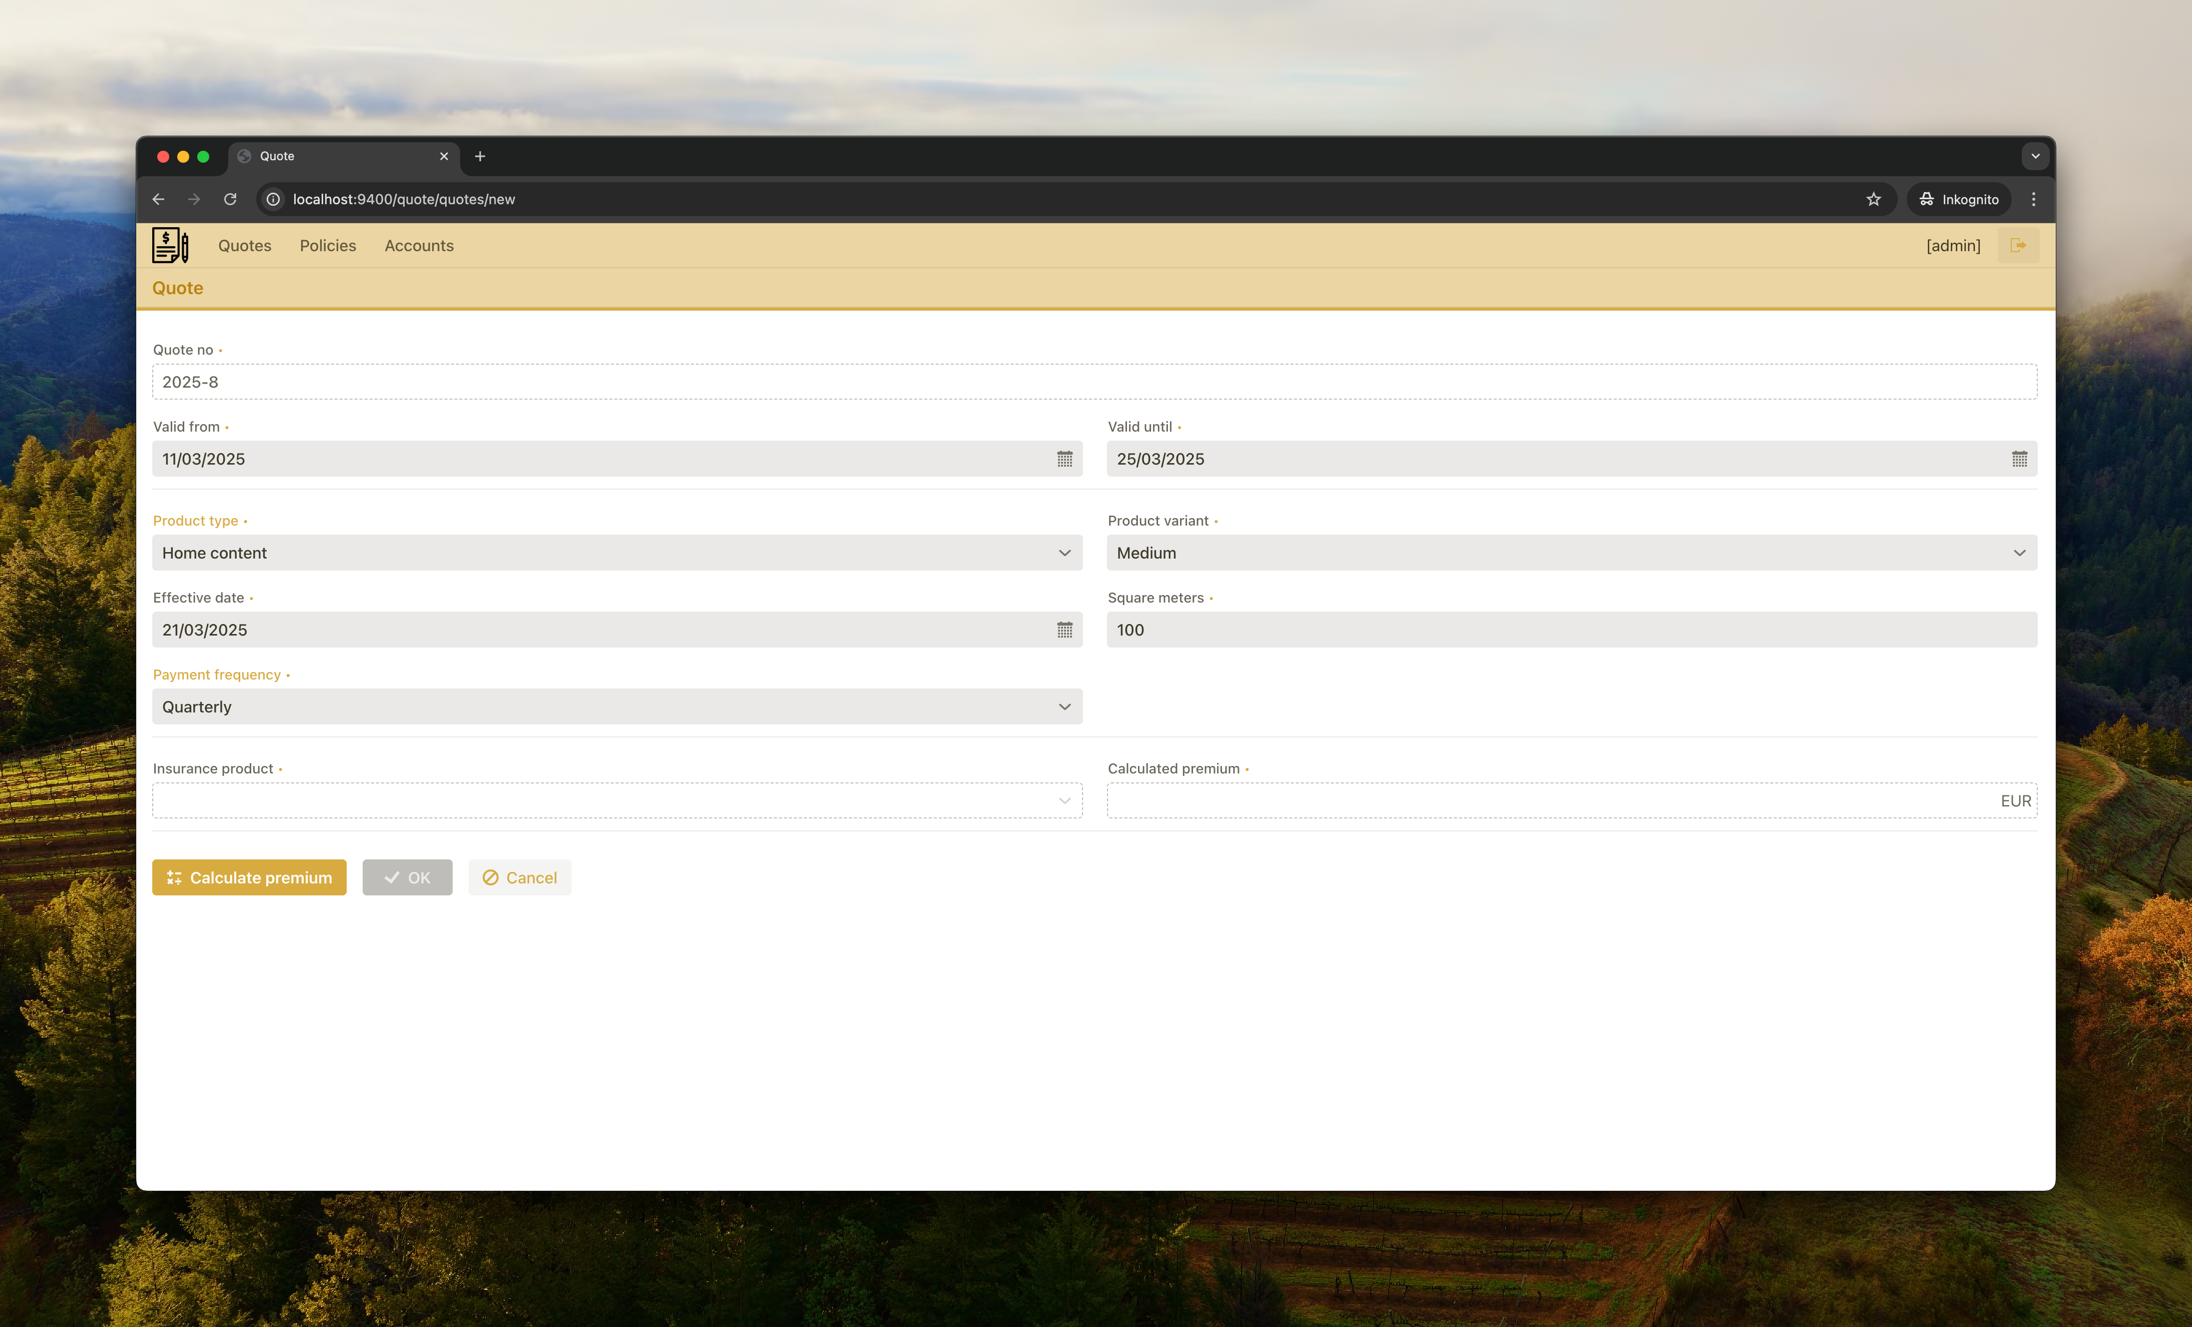 Quote
localhost:9400/quote/quotes/new
Inkognito
Quotes Policies Accounts [admin]
Quote
Quote no •
2025-8
Valid from • Valid until •
11/03/2025 25/03/2025
Product type • Product variant •
Home content Medium
Effective date • Square meters •
21/03/2025 100
Payment frequency •
Quarterly
Insurance product • Calculated premium •
EUR
Calculate premium OK Cancel